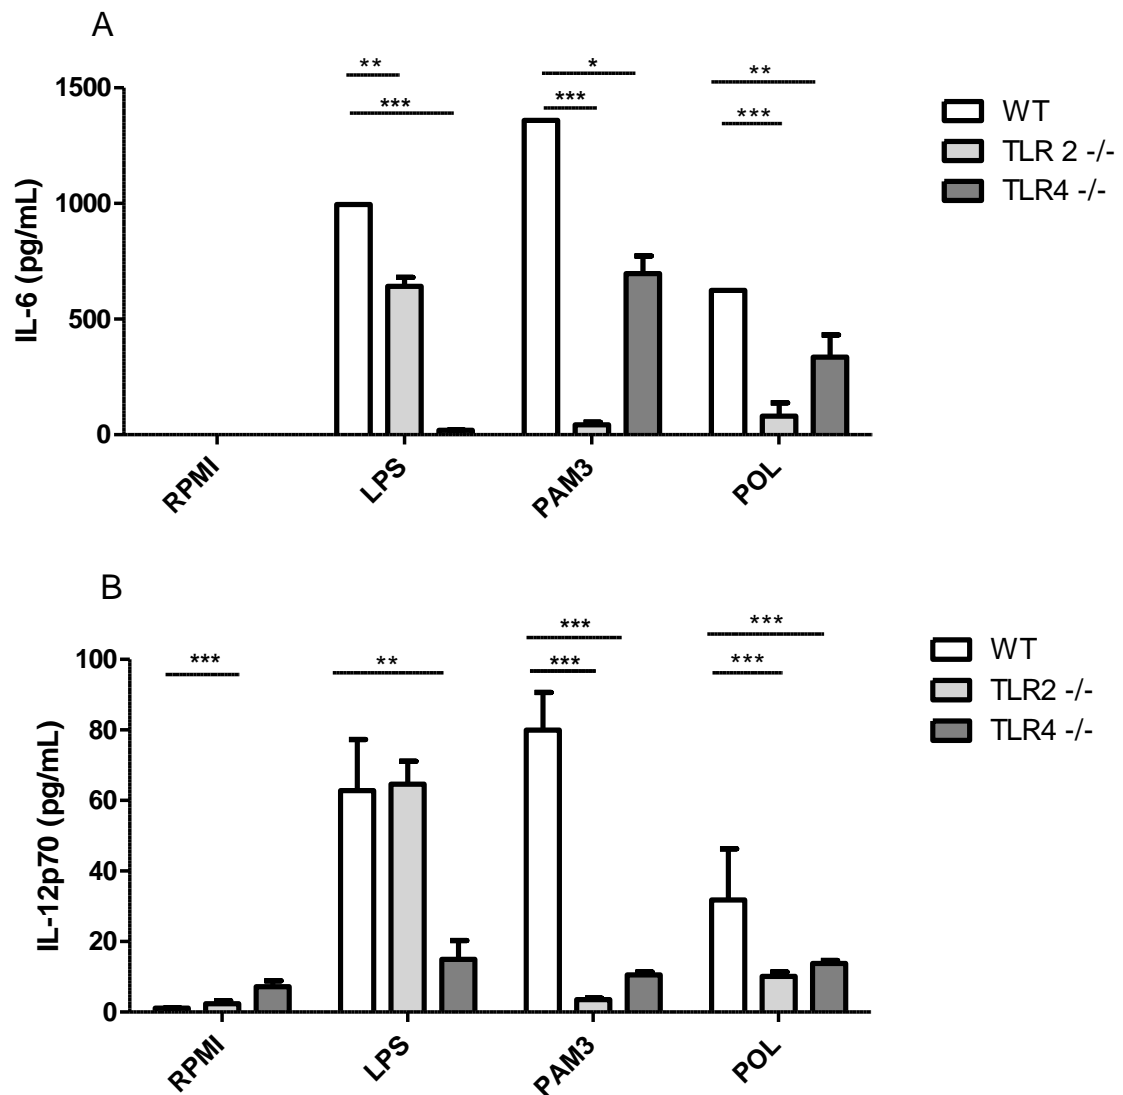 A
** *** * *** ** ***
1500
1000
500
0
IL-6 (pg/mL)
RPMI LPS PAM3 POL
WT
TLR 2 -/-
TLR4 -/-
B
*** ** *** *** *** ***
100
80
60
40
20
0
IL-12p70 (pg/mL)
RPMI LPS PAM3 POL
WT
TLR2 -/-
TLR4 -/-